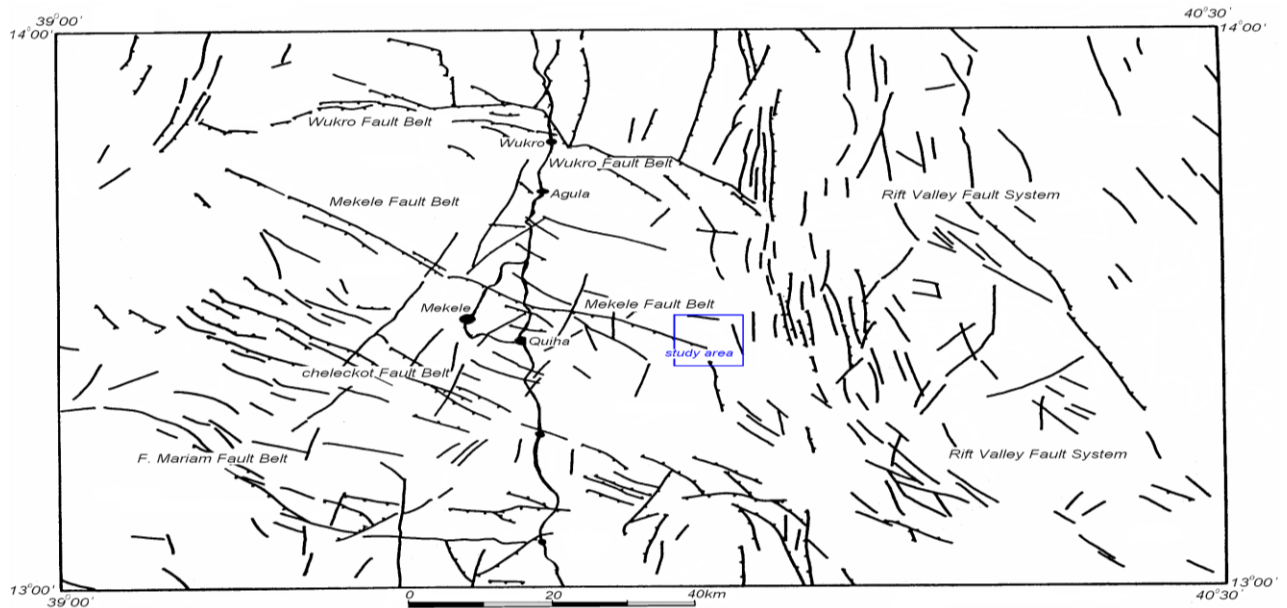 39°00'
40°30'
14°00'
14°00'
Wukro Fault Belt
Wukro
Wukro Fault Belt
Agula
Rift Valley Fault System
Mekele Fault Belt
Mekele
Mekele Fault Belt
Quiha
study area
cheleckot Fault Belt
F. Mariam Fault Belt
Rift Valley Fault System
13°00'
13°00'
39°00'
0
20
40km
40°30'